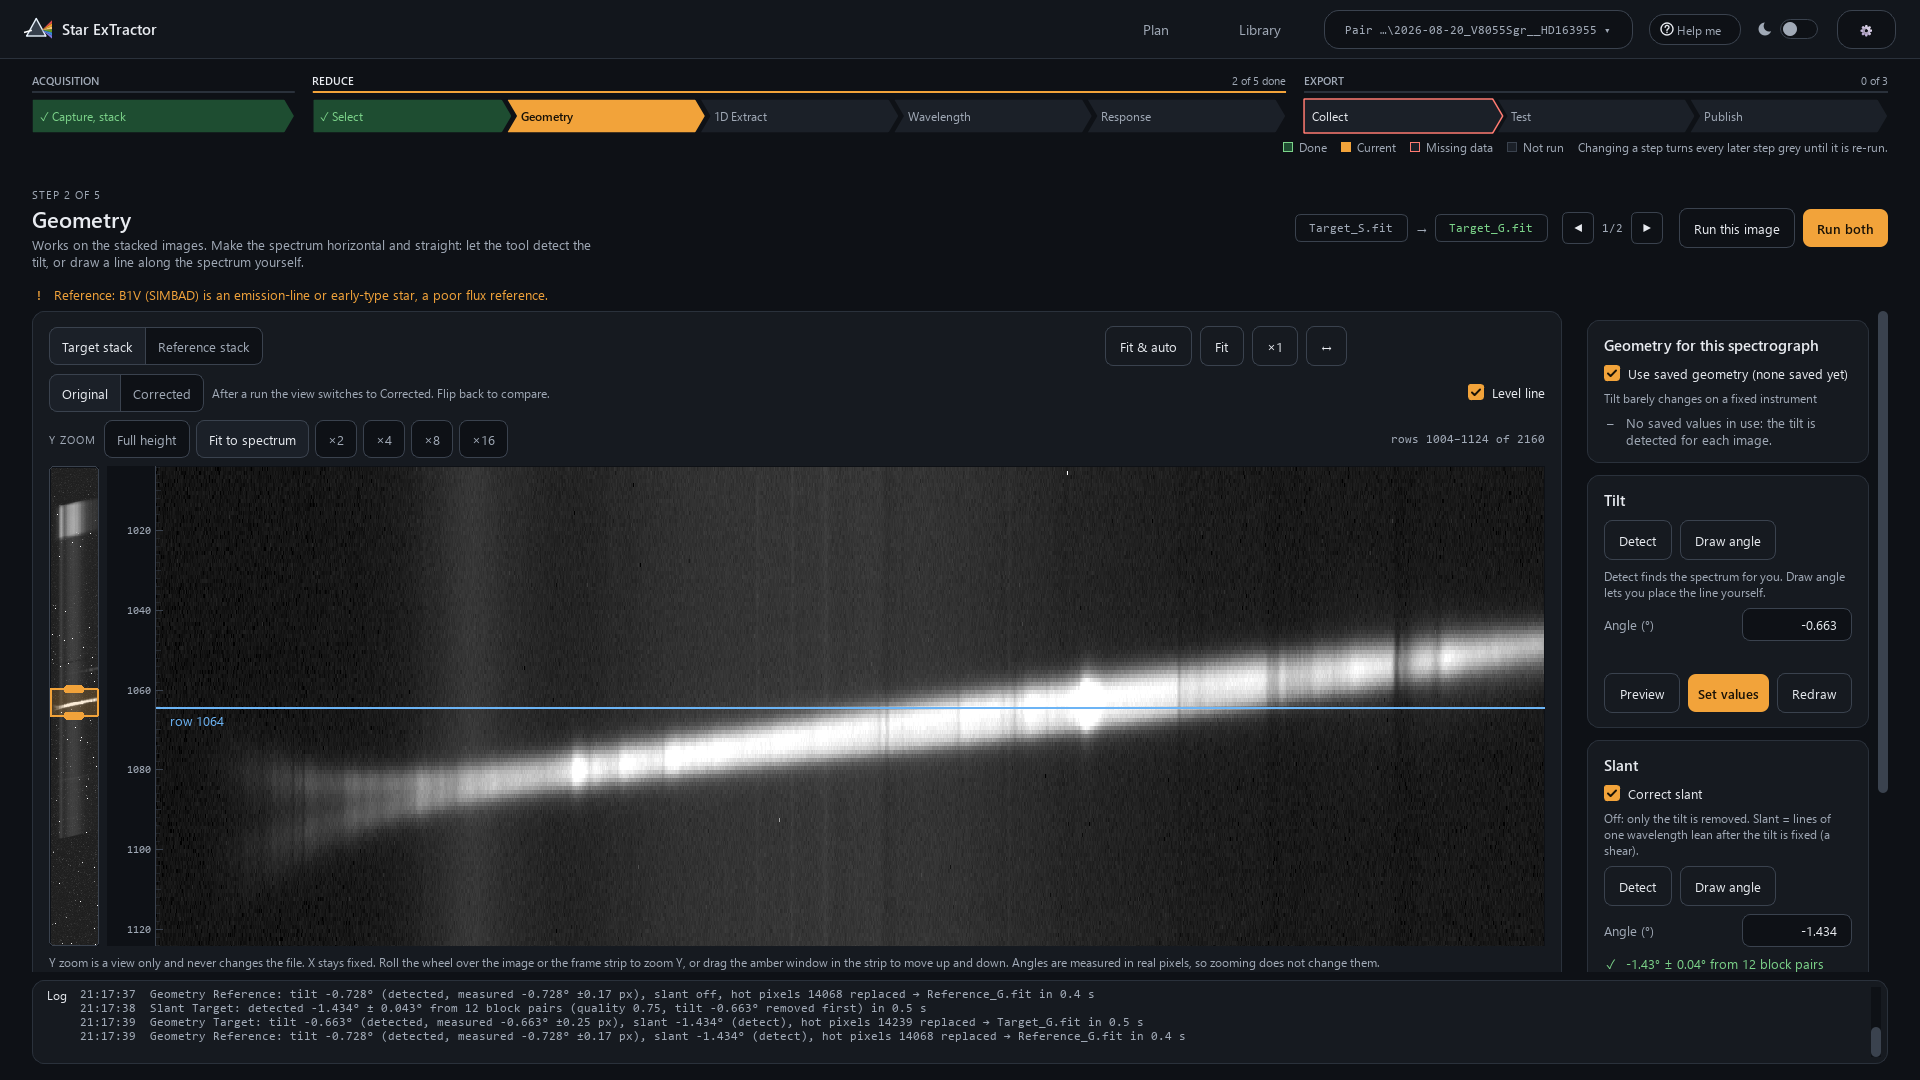 Star ExTractor
Plan
Library
Pair …\2026-08-20_V8055Sgr__HD163955 ▾
Help me
ACQUISITION
✓ Capture, stack
REDUCE
2 of 5 done
✓ Select
Geometry
1D Extract
Wavelength
Response
EXPORT
0 of 3
Collect
Test
Publish
Done
Current
Missing data
Not run
Changing a step turns every later step grey until it is re-run.
STEP 2 OF 5
Geometry
Works on the stacked images. Make the spectrum horizontal and straight: let the tool detect the
tilt, or draw a line along the spectrum yourself.
Target_S.fit → Target_G.fit
◀ 1/2 ▶
Run this image
Run both
! Reference: B1V (SIMBAD) is an emission-line or early-type star, a poor flux reference.
Target stack
Reference stack
Fit & auto
Fit
×1
↔
Original
Corrected
After a run the view switches to Corrected. Flip back to compare.
Level line
Y ZOOM
Full height
Fit to spectrum
×2
×4
×8
×16
rows 1004–1124 of 2160
1020
1040
1060
row 1064
1080
1100
1120
Y zoom is a view only and never changes the file. X stays fixed. Roll the wheel over the image or the frame strip to zoom Y, or drag the amber window in the strip to move up and down. Angles are measured in real pixels, so zooming does not change them.
Geometry for this spectrograph
Use saved geometry (none saved yet)
Tilt barely changes on a fixed instrument
– No saved values in use: the tilt is
detected for each image.
Tilt
Detect
Draw angle
Detect finds the spectrum for you. Draw angle
lets you place the line yourself.
Angle (°)
-0.663
Preview
Set values
Redraw
Slant
Correct slant
Off: only the tilt is removed. Slant = lines of
one wavelength lean after the tilt is fixed (a
shear).
Detect
Draw angle
Angle (°)
-1.434
✓ -1.43° ± 0.04° from 12 block pairs
Log
21:17:37 Geometry Reference: tilt -0.728° (detected, measured -0.728° ±0.17 px), slant off, hot pixels 14068 replaced → Reference_G.fit in 0.4 s
21:17:38 Slant Target: detected -1.434° ± 0.043° from 12 block pairs (quality 0.75, tilt -0.663° removed first) in 0.5 s
21:17:39 Geometry Target: tilt -0.663° (detected, measured -0.663° ±0.25 px), slant -1.434° (detect), hot pixels 14239 replaced → Target_G.fit in 0.5 s
21:17:39 Geometry Reference: tilt -0.728° (detected, measured -0.728° ±0.17 px), slant -1.434° (detect), hot pixels 14068 replaced → Reference_G.fit in 0.4 s